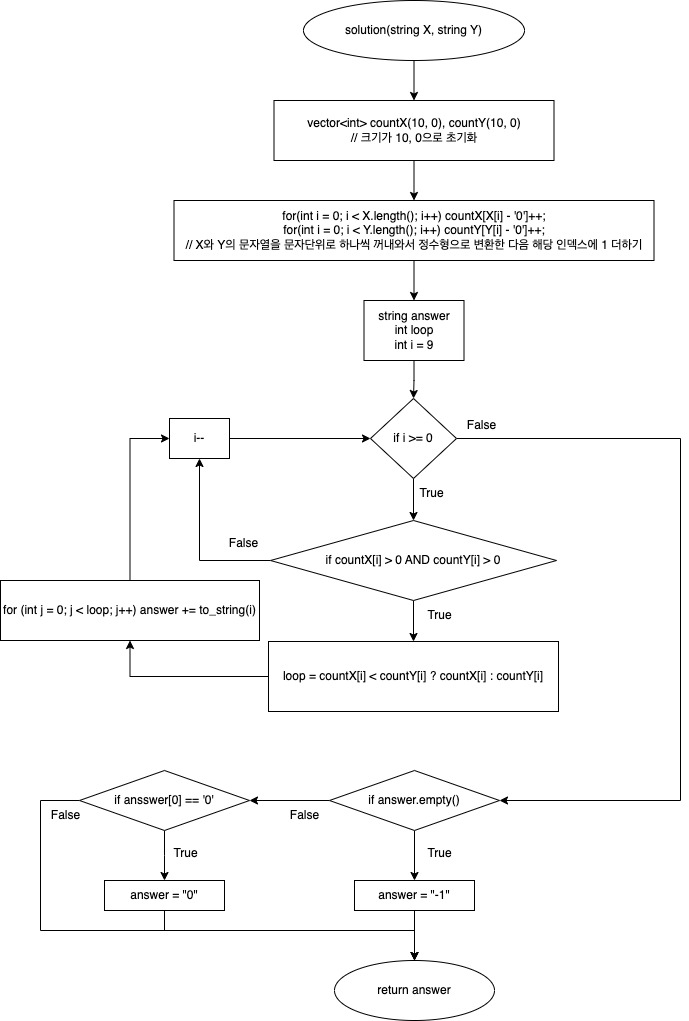 solution(string X, string Y)
vector<int> countX(10, 0), countY(10, 0)
// 크기가 10, 0으로 초기화
for(int i = 0; i < X.length(); i++) countX[X[i] - '0']++;
for(int i = 0; i < Y.length(); i++) countY[Y[i] - '0']++;
// X와 Y의 문자열을 문자단위로 하나씩 꺼내와서 정수형으로 변환한 다음 해당 인덱스에 1 더하기
string answer
int loop
int i = 9
i--
if i >= 0
False
True
False
if countX[i] > 0 AND countY[i] > 0
for (int j = 0; j < loop; j++) answer += to_string(i)
True
loop = countX[i] < countY[i] ? countX[i] : countY[i]
if ansswer[0] == '0'
if answer.empty()
False
False
True
True
answer = "0"
answer = "-1"
return answer